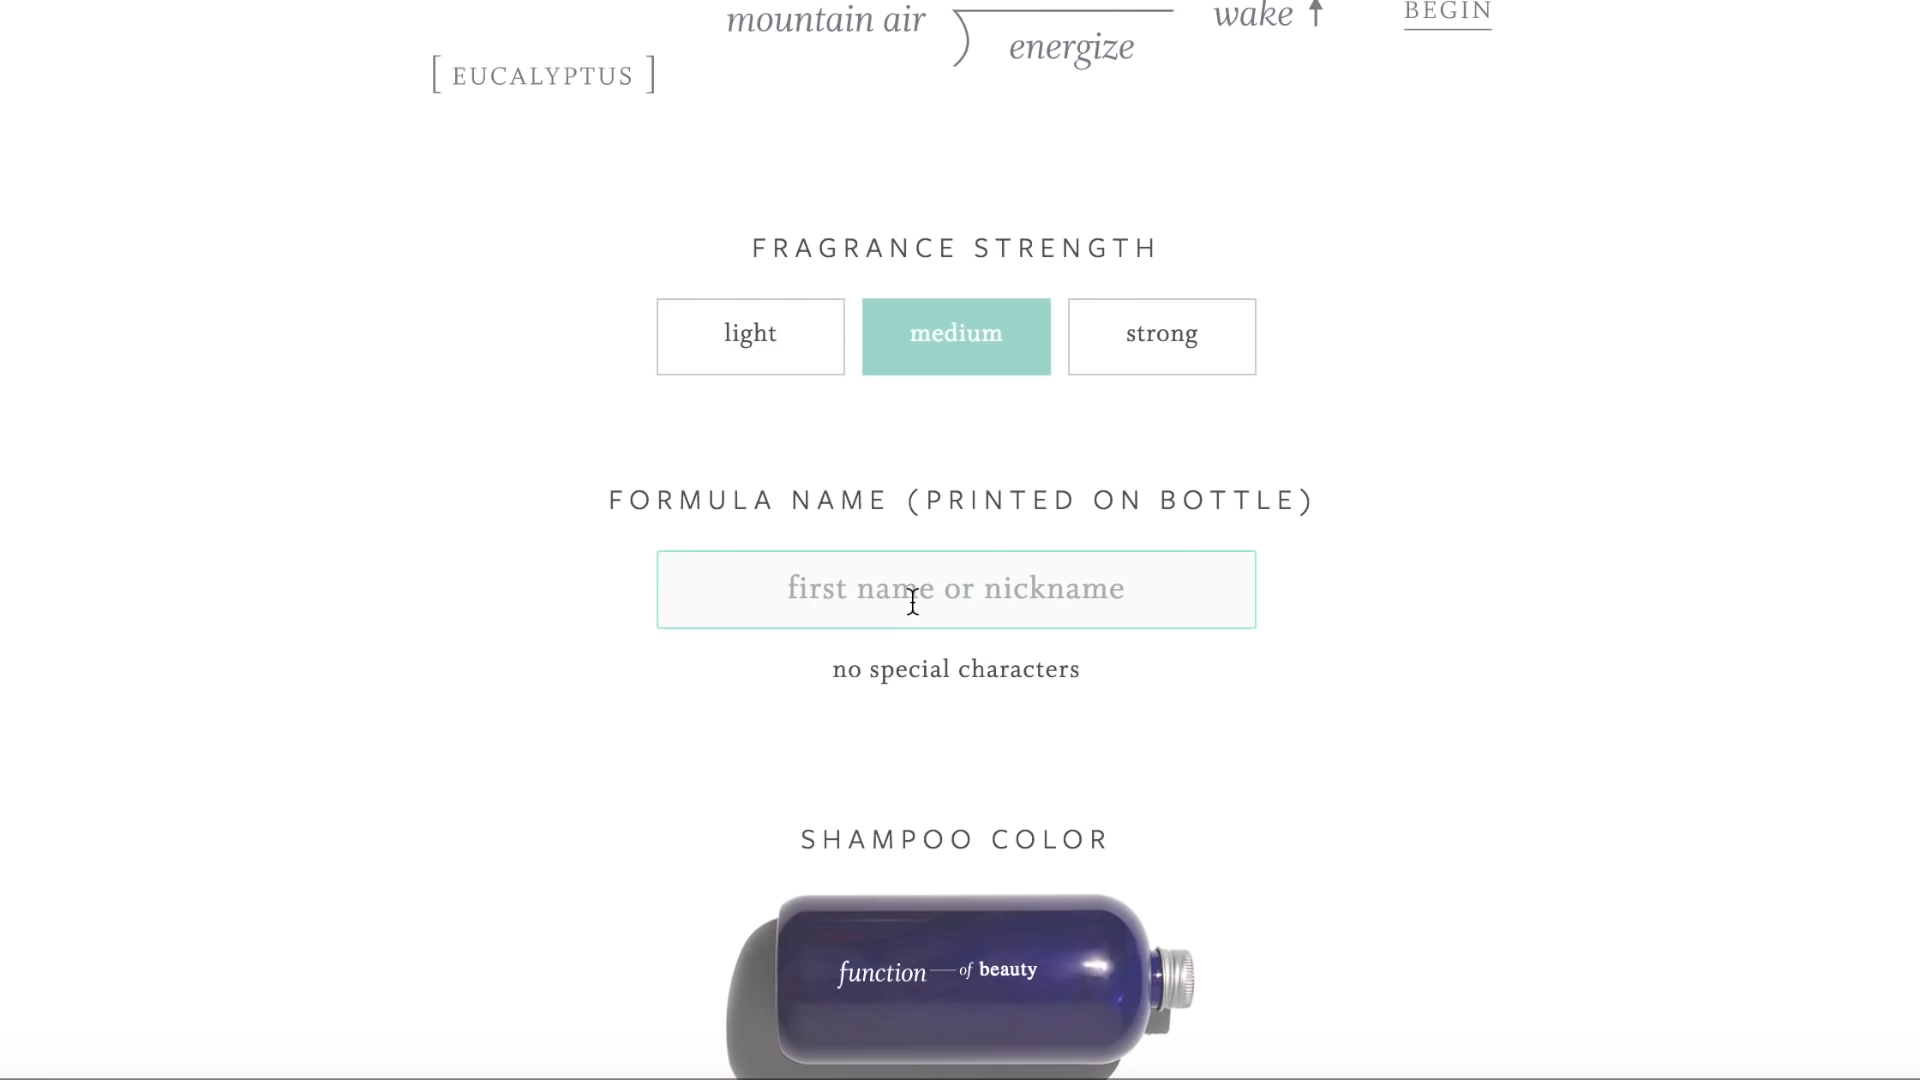 mountain air
energize
wake
BEGIN
[ EUCALYPTUS ]
FRAGRANCE STRENGTH
light
medium
strong
FORMULA NAME (PRINTED ON BOTTLE)
first name or nickname
no special characters
SHAMPOO COLOR
function—of beauty